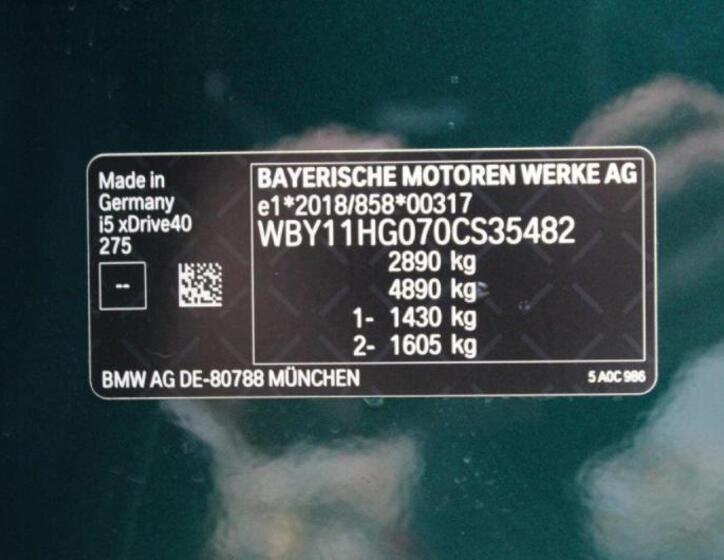 Made in
Germany
i5 xDrive40
275
--
BAYERISCHE MOTOREN WERKE AG
e1*2018/858*00317
WBY11HG070CS35482
2890 kg
4890 kg
1- 1430 kg
2- 1605 kg
BMW AG DE-80788 MÜNCHEN
5 A0C 986